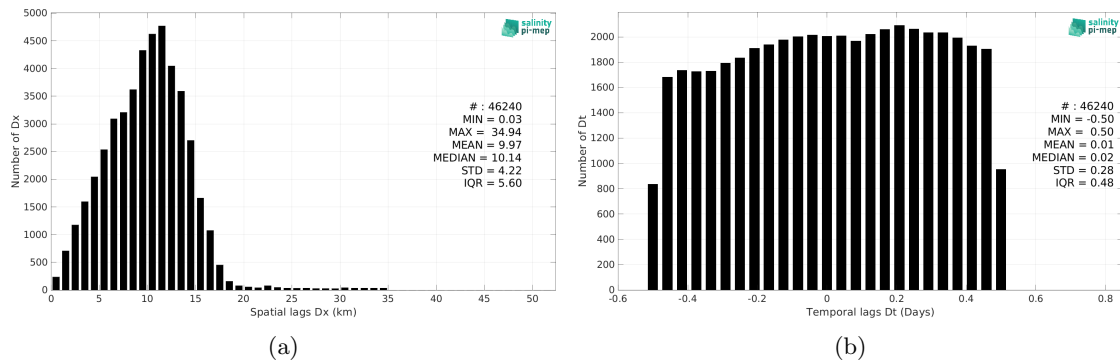 5000
4500
4000
3500
3000
2500
2000
1500
1000
500
0
Number of Dx
0 5 10 15 20 25 30 35 40 45 50
Spatial lags Dx (km)
salinity
pi-mep
# : 46240
MIN = 0.03
MAX = 34.94
MEAN = 9.97
MEDIAN = 10.14
STD = 4.22
IQR = 5.60
(a)
2000
1800
1600
1400
1200
1000
800
600
400
200
0
Number of Dt
-0.6 -0.4 -0.2 0 0.2 0.4 0.6 0.8
Temporal lags Dt (Days)
salinity
pi-mep
# : 46240
MIN = -0.50
MAX = 0.50
MEAN = 0.01
MEDIAN = 0.02
STD = 0.28
IQR = 0.48
(b)